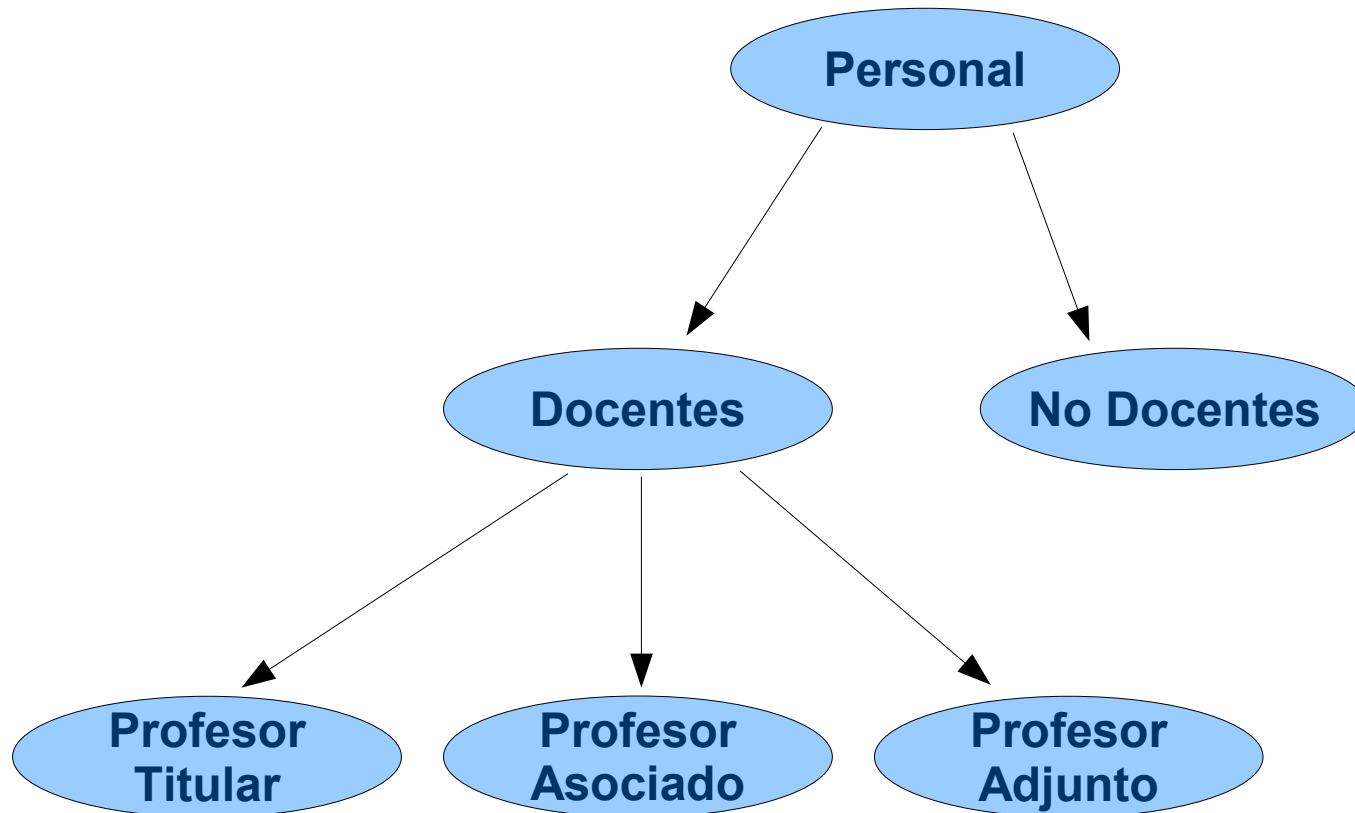 Personal
Docentes
No Docentes
Profesor
Titular
Profesor
Asociado
Profesor
Adjunto